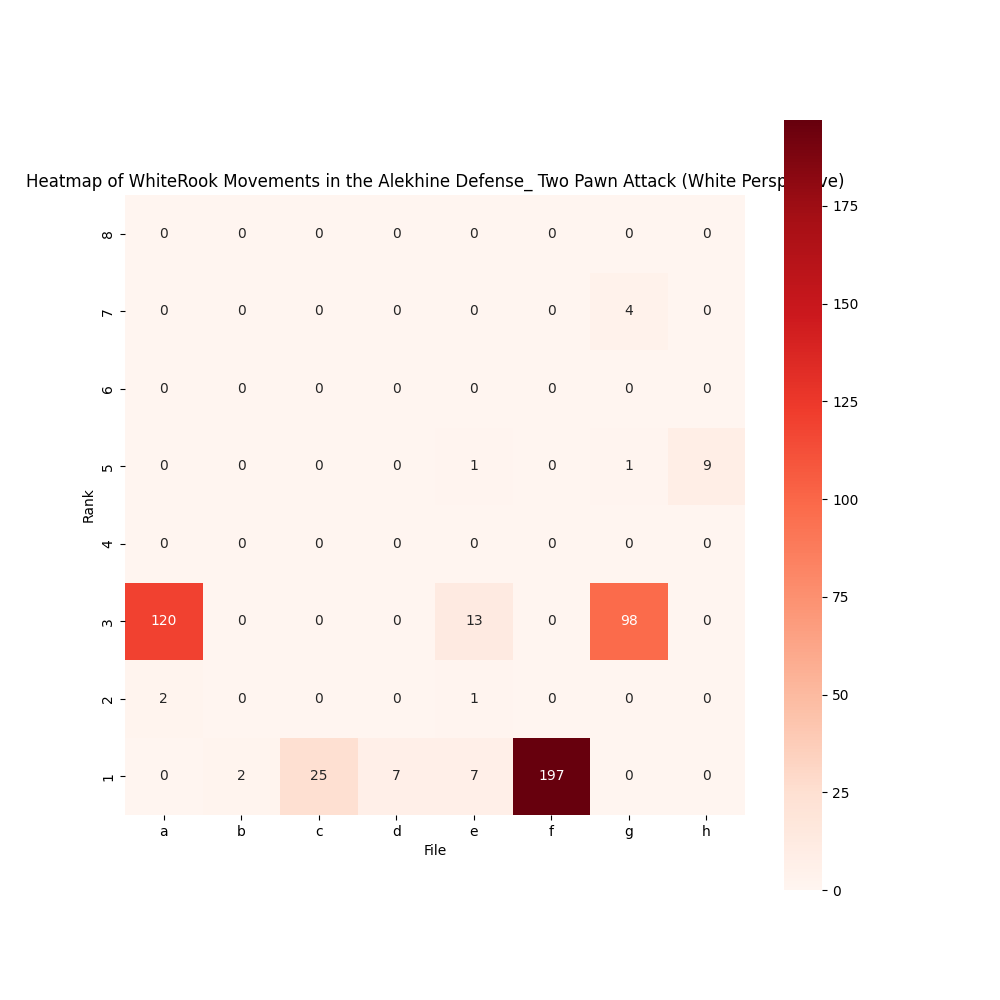 Heatmap of WhiteRook Movements in the Alekhine Defense_ Two Pawn Attack (White
8 0 0 0 0 0 0 0 0
7 0 0 0 0 0 0 4 0
6 0 0 0 0 0 0 0 0
5 0 0 0 0 1 0 1 9
4 0 0 0 0 0 0 0 0
3 120 0 0 0 13 0 98 0
2 2 0 0 0 1 0 0 0
1 0 2 25 7 7 197 0 0
a b c d e f g h
File
Rank
175
150
125
100
75
50
25
0